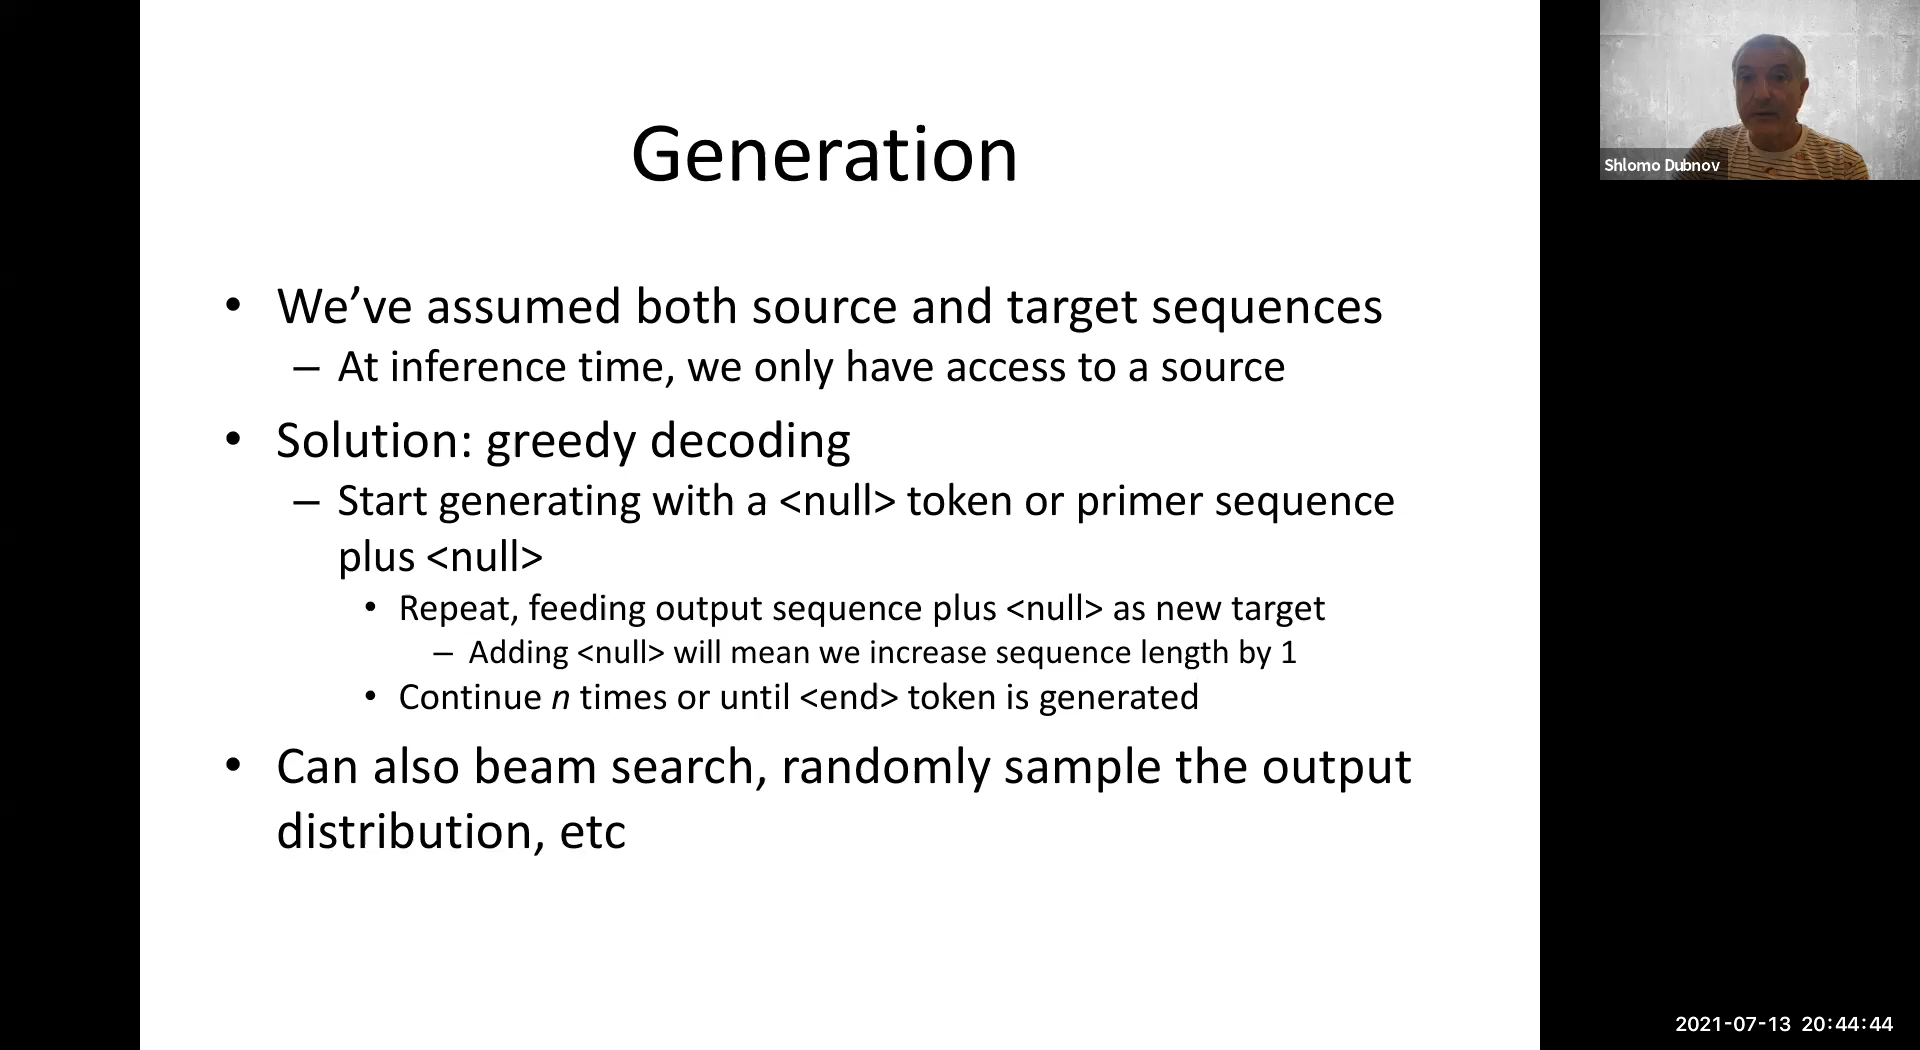 Generation
• We’ve assumed both source and target sequences
– At inference time, we only have access to a source
• Solution: greedy decoding
– Start generating with a <null> token or primer sequence
plus <null>
• Repeat, feeding output sequence plus <null> as new target
– Adding <null> will mean we increase sequence length by 1
• Continue n times or until <end> token is generated
• Can also beam search, randomly sample the output
distribution, etc
Shlomo Dubnov
2021-07-13 20:44:44